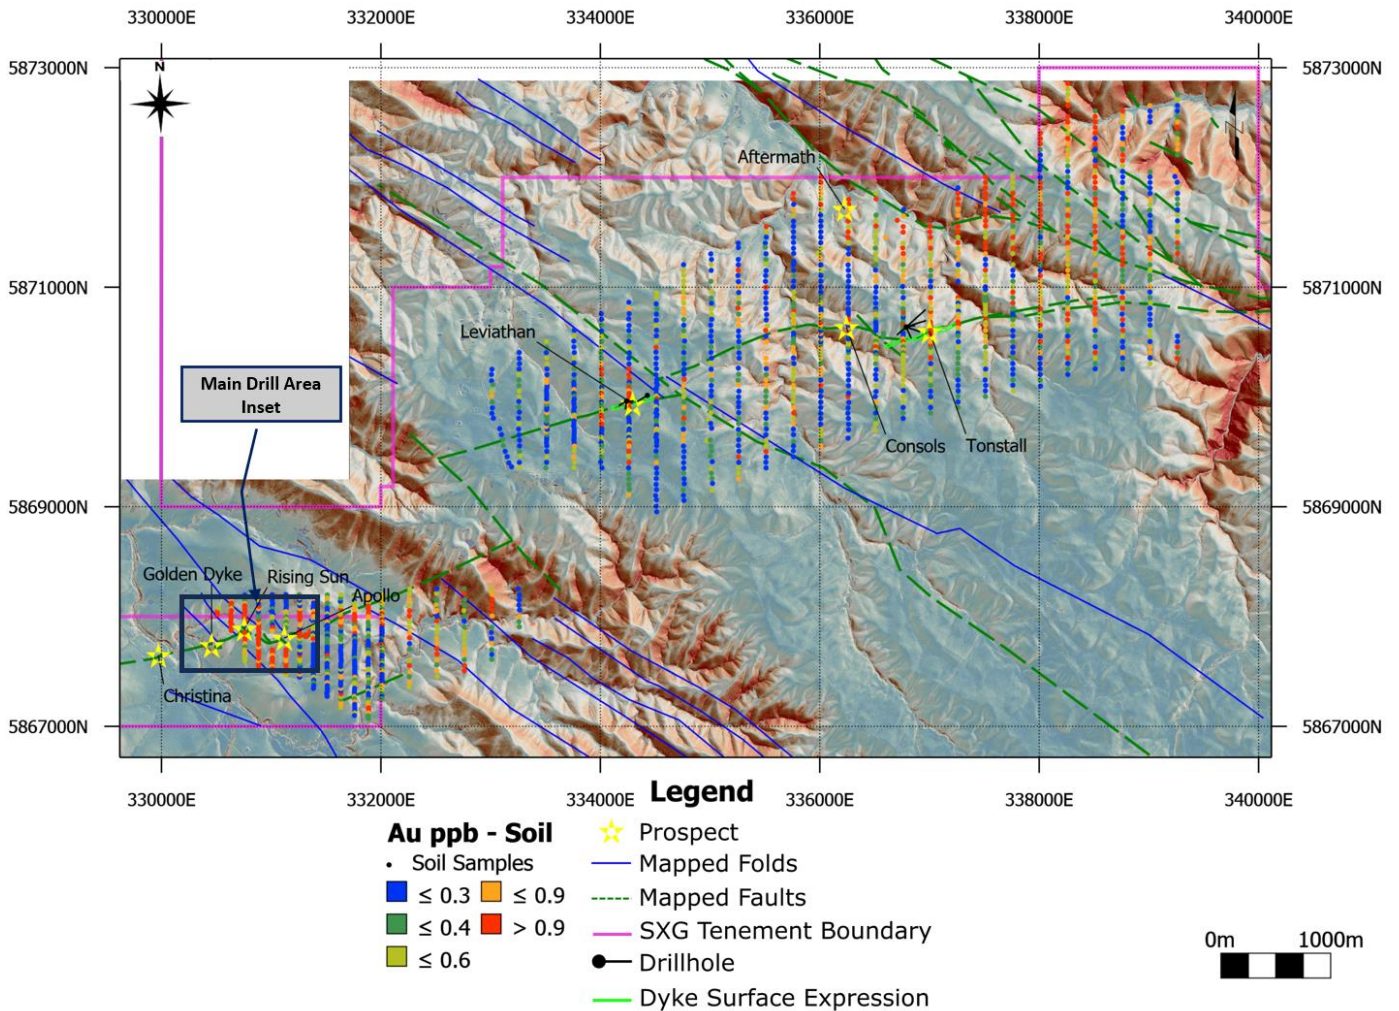 330000E 332000E 334000E 336000E 338000E 340000E
5873000N 5873000N
N
Z
Aftermath
5871000N 5871000N
Leviathan
Main Drill Area
Inset
Consols Tonstall
5869000N 5869000N
Golden Dyke Rising Sun
Apollo
Christina
5867000N 5867000N
330000E 332000E 334000E 336000E 338000E 340000E
Legend
Au ppb - Soil
Soil Samples
≤ 0.3 ≤ 0.9
≤ 0.4 > 0.9
≤ 0.6
Prospect
Mapped Folds
Mapped Faults
SXG Tenement Boundary
Drillhole
Dyke Surface Expression
0m 1000m